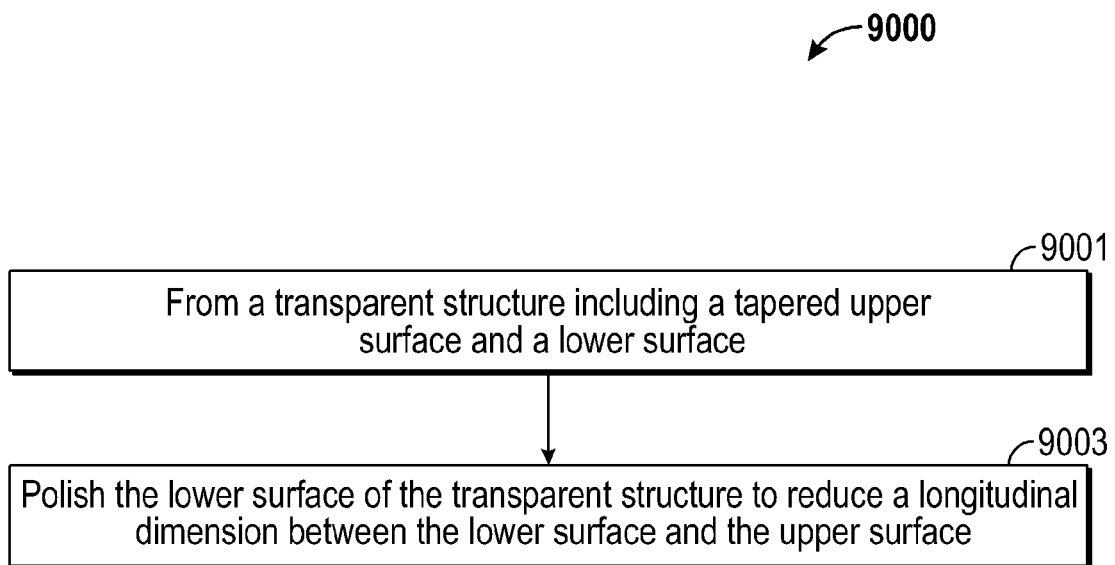 9000
9001
From a transparent structure including a tapered upper
surface and a lower surface
9003
Polish the lower surface of the transparent structure to reduce a longitudinal
dimension between the lower surface and the upper surface